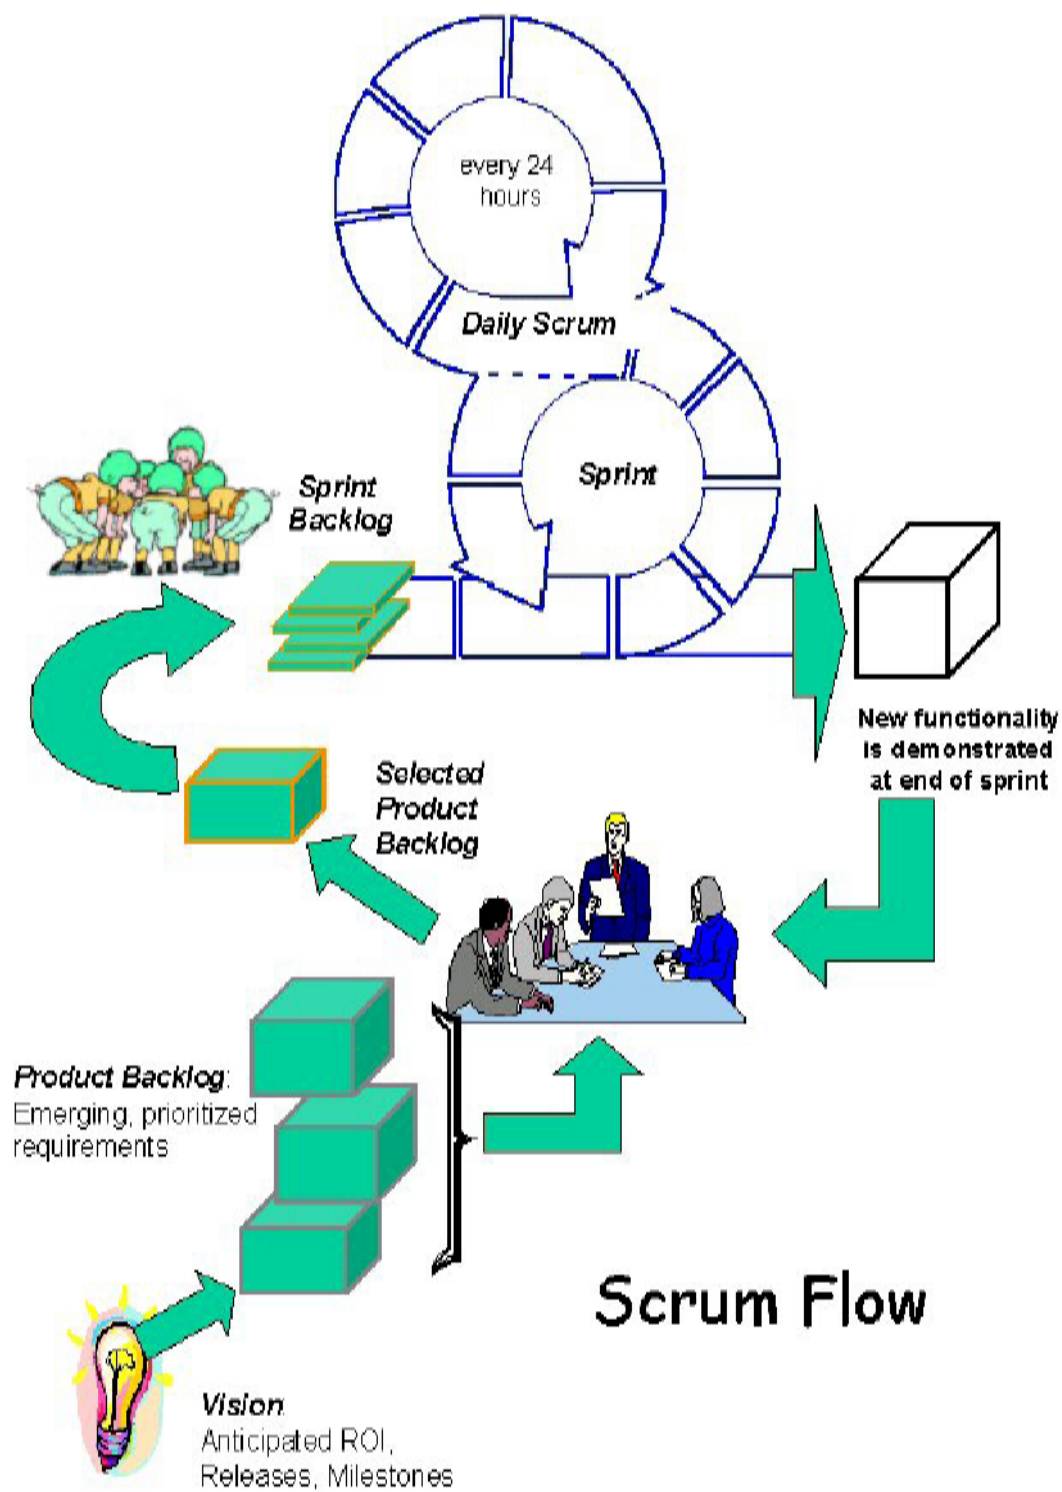 every 24
hours
Daily Scrum
Sprint
Sprint
Backlog
New functionality
is demonstrated
at end of sprint
Selected
Product
Backlog
Product Backlog:
Emerging, prioritized
requirements
Scrum Flow
Vision:
Anticipated ROI,
Releases, Milestones